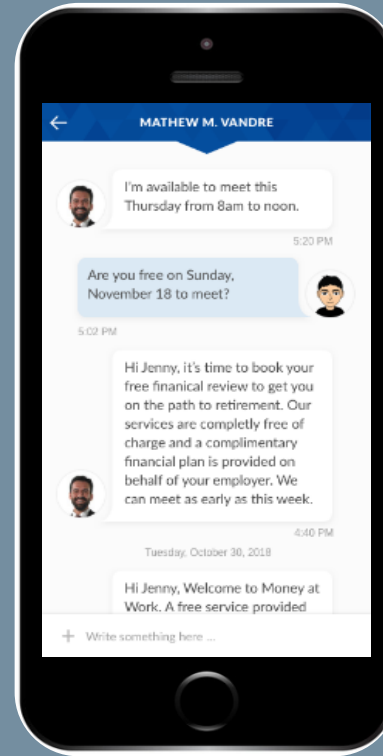 MATHEW M. VANDRE
I'm available to meet this
Thursday from 8am to noon.
5:20 PM
Are you free on Sunday,
November 18 to meet?
5:02 PM
Hi Jenny, it's time to book your
free finanical review to get you
on the path to retirement. Our
services are completly free of
charge and a complimentary
financial plan is provided on
behalf of your employer. We
can meet as early as this week.
4:40 PM
Tuesday, October 30, 2018
Hi Jenny, Welcome to Money at
Work. A free service provided
+ Write something here ...